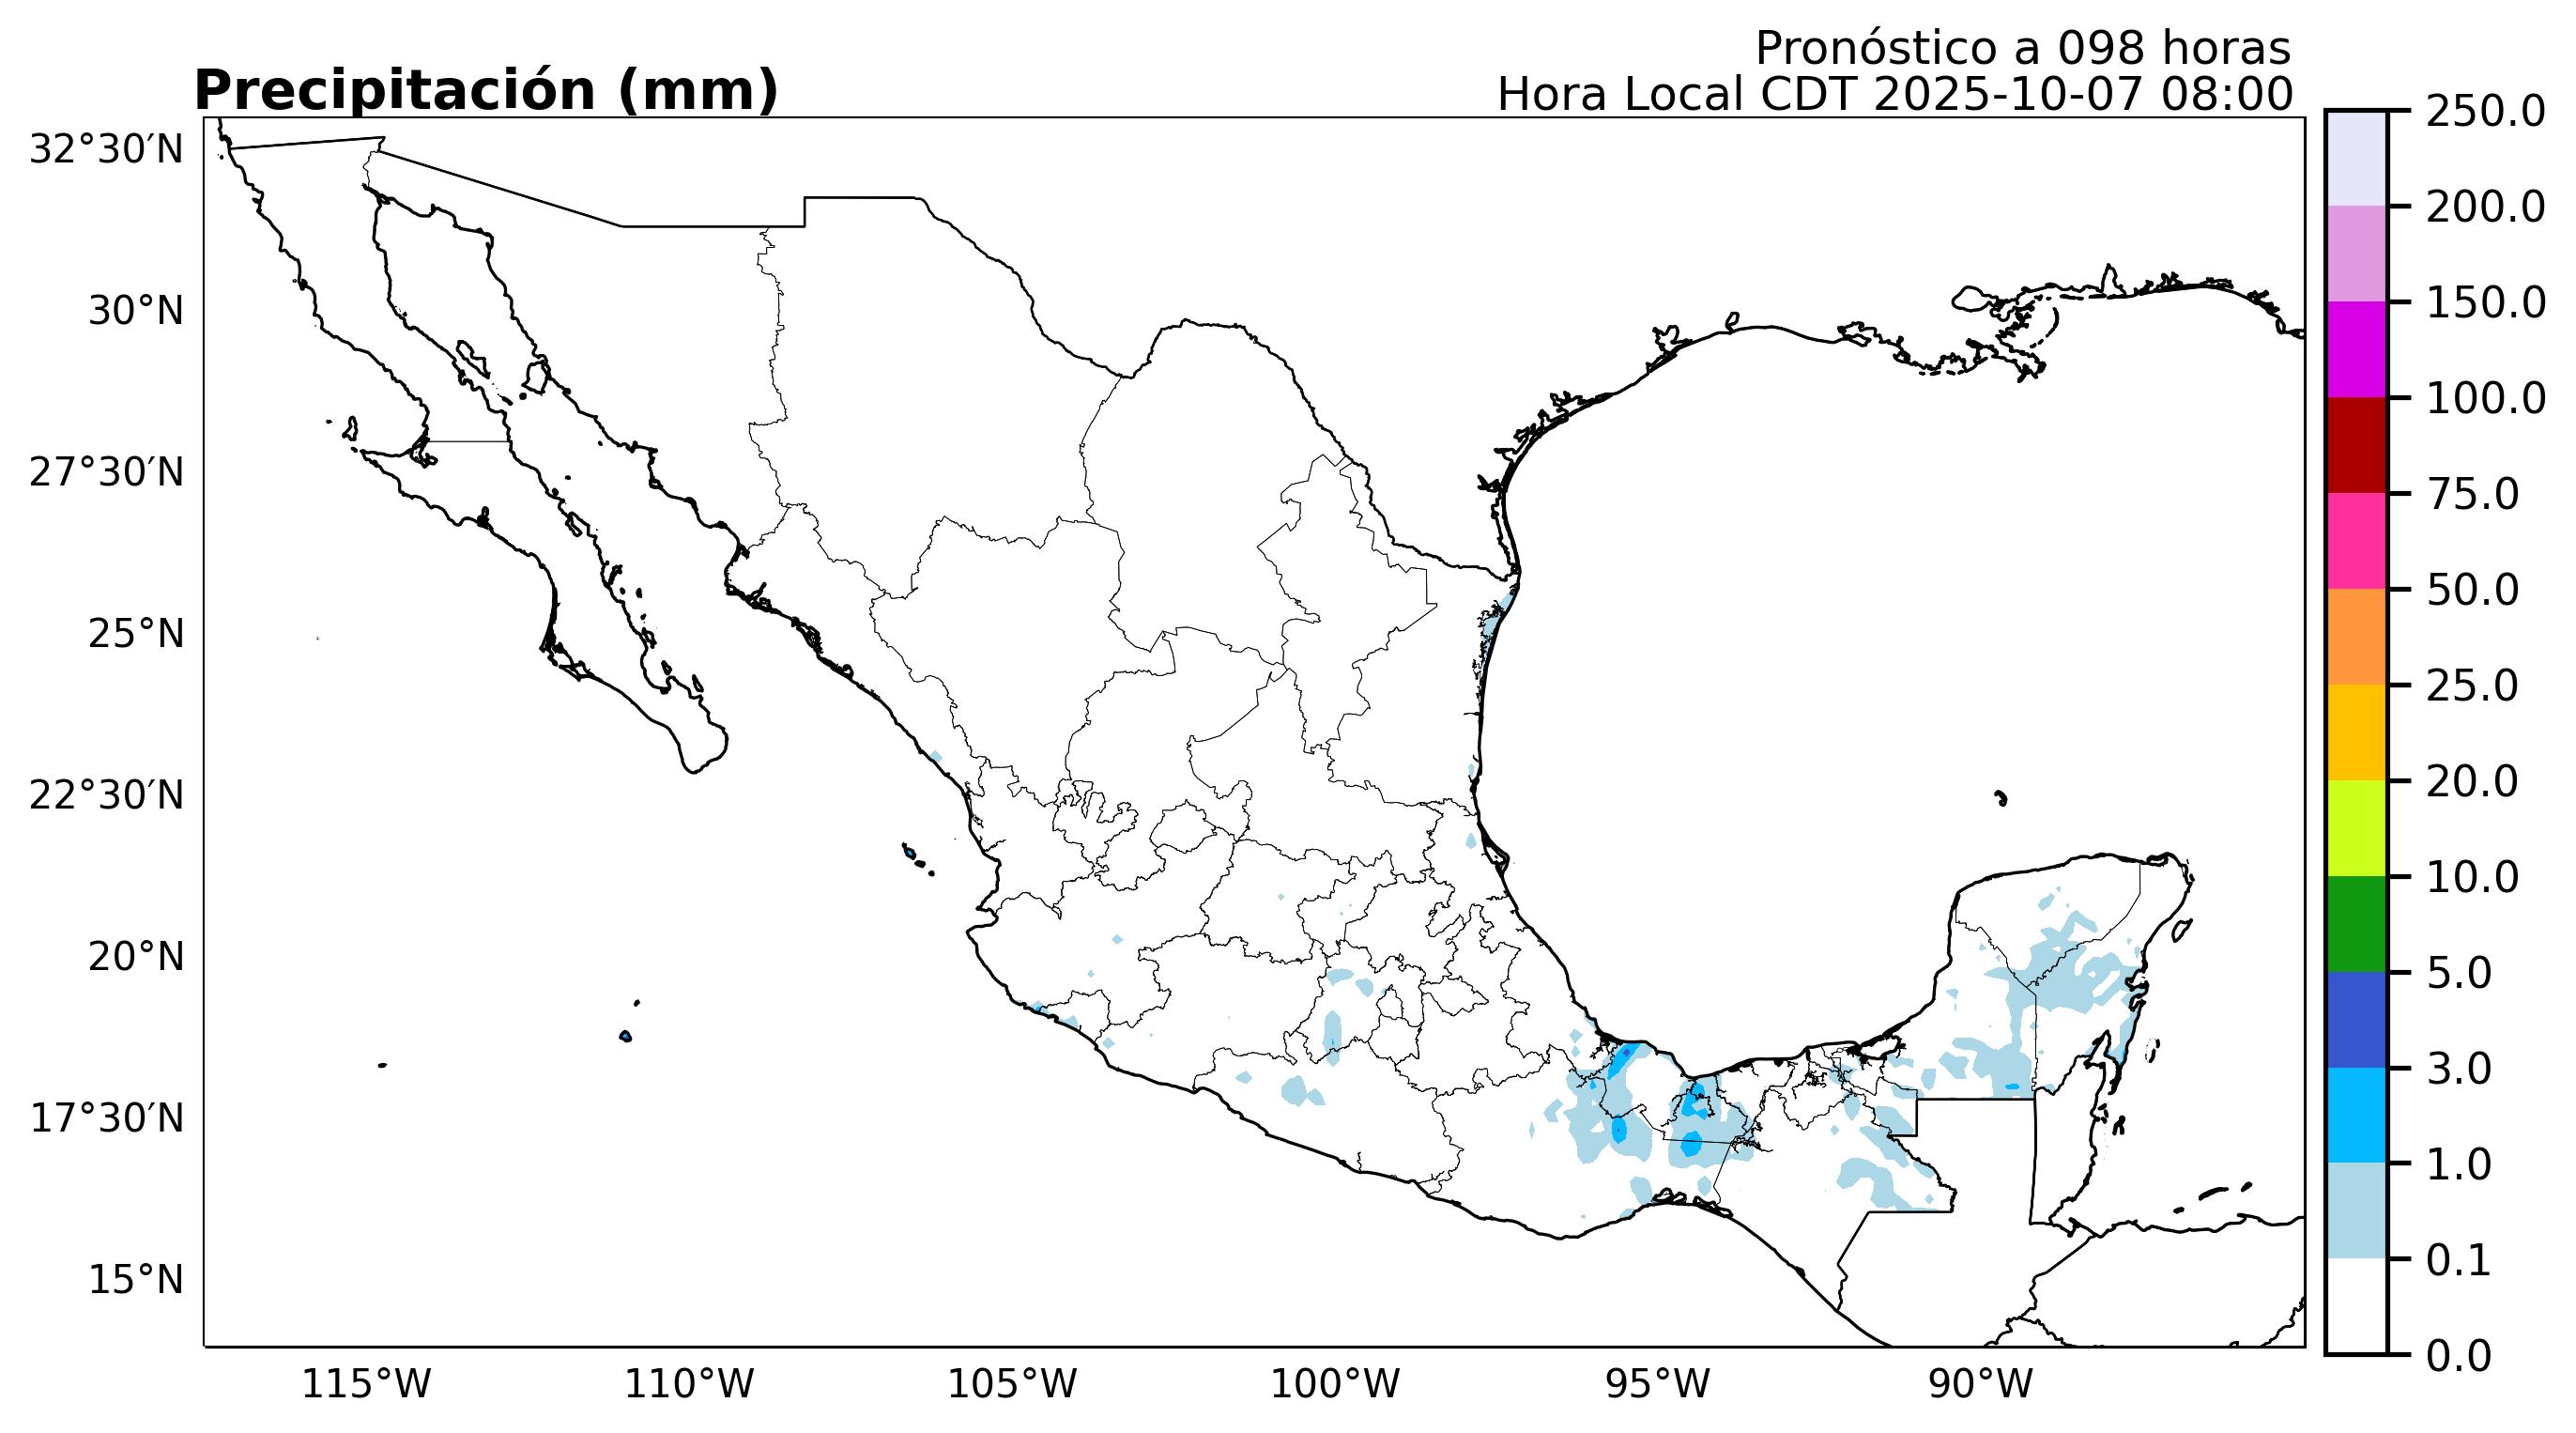 Pronóstico a 098 horas
Precipitación (mm)
Hora Local CDT 2025-10-07 08:00
32°30′N
30°N
27°30′N
25°N
22°30′N
20°N
17°30′N
15°N
115°W
110°W
105°W
100°W
95°W
90°W
250.0
200.0
150.0
100.0
75.0
50.0
25.0
20.0
10.0
5.0
3.0
1.0
0.1
0.0